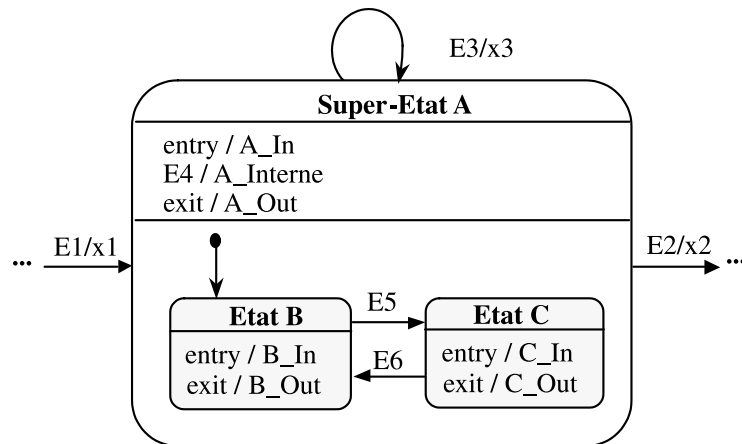 E3/x3
Super-Etat A
entry / A_In
E4 / A_Interne
exit / A_Out
... E1/x1
E2/x2 ...
Etat B
E5
Etat C
entry / B_In
exit / B_Out
E6
entry / C_In
exit / C_Out